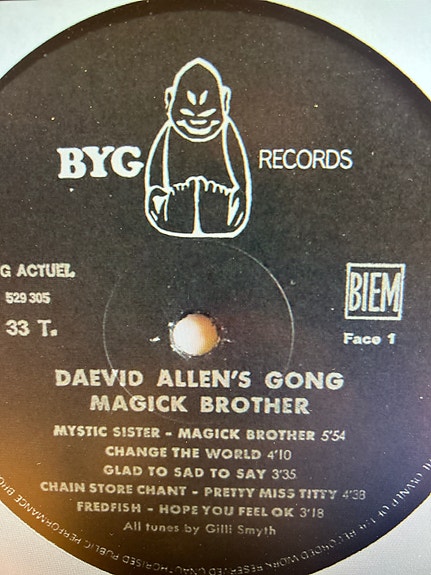 BYG RECORDS
G ACTUEL
529 305
33 T.
BIEM
Face 1
DAEVID ALLEN'S GONG
MAGICK BROTHER
MYSTIC SISTER - MAGICK BROTHER 5'54
CHANGE THE WORLD 4'10
GLAD TO SAD TO SAY 3'35
CHAIN STORE CHANT - PRETTY MISS TITTY 4'38
FREDFISH - HOPE YOU FEEL OK 3'18
All tunes by Gilli Smyth